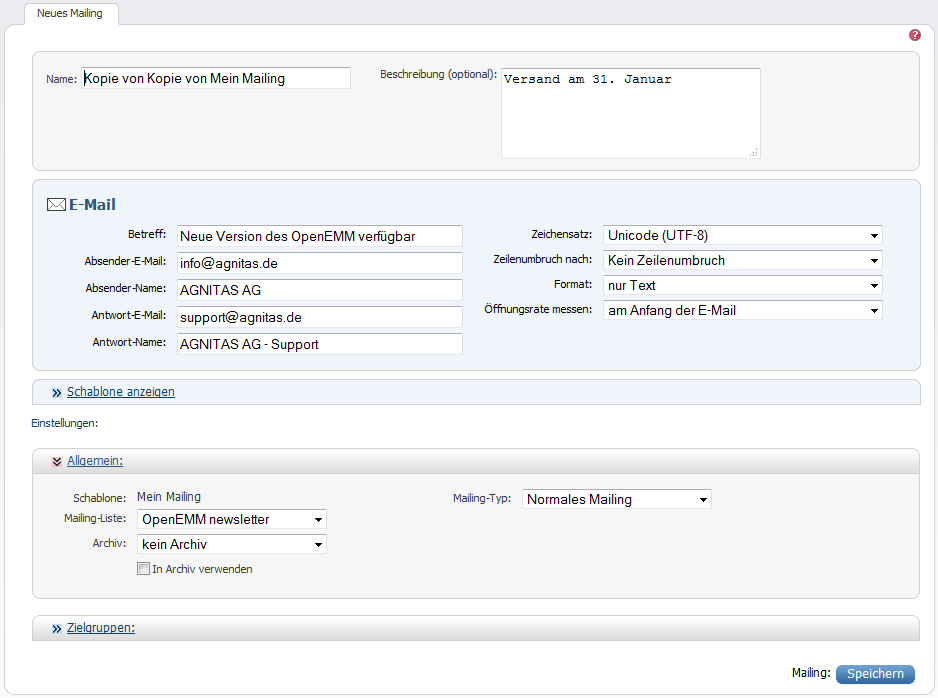 Neues Mailing
?
Name: Kopie von Kopie von Mein Mailing
Beschreibung (optional): Versand am 31. Januar
E-Mail
Betreff: Neue Version des OpenEMM verfügbar
Absender-E-Mail: info@agnitas.de
Absender-Name: AGNITAS AG
Antwort-E-Mail: support@agnitas.de
Antwort-Name: AGNITAS AG - Support
Zeichensatz: Unicode (UTF-8)
Zeilenumbruch nach: Kein Zeilenumbruch
Format: nur Text
Öffnungsrate messen: am Anfang der E-Mail
Schablone anzeigen
Einstellungen:
Allgemein:
Schablone: Mein Mailing
Mailing-Liste: OpenEMM newsletter
Archiv: kein Archiv
In Archiv verwenden
Mailing-Typ: Normales Mailing
Zielgruppen:
Mailing: Speichern